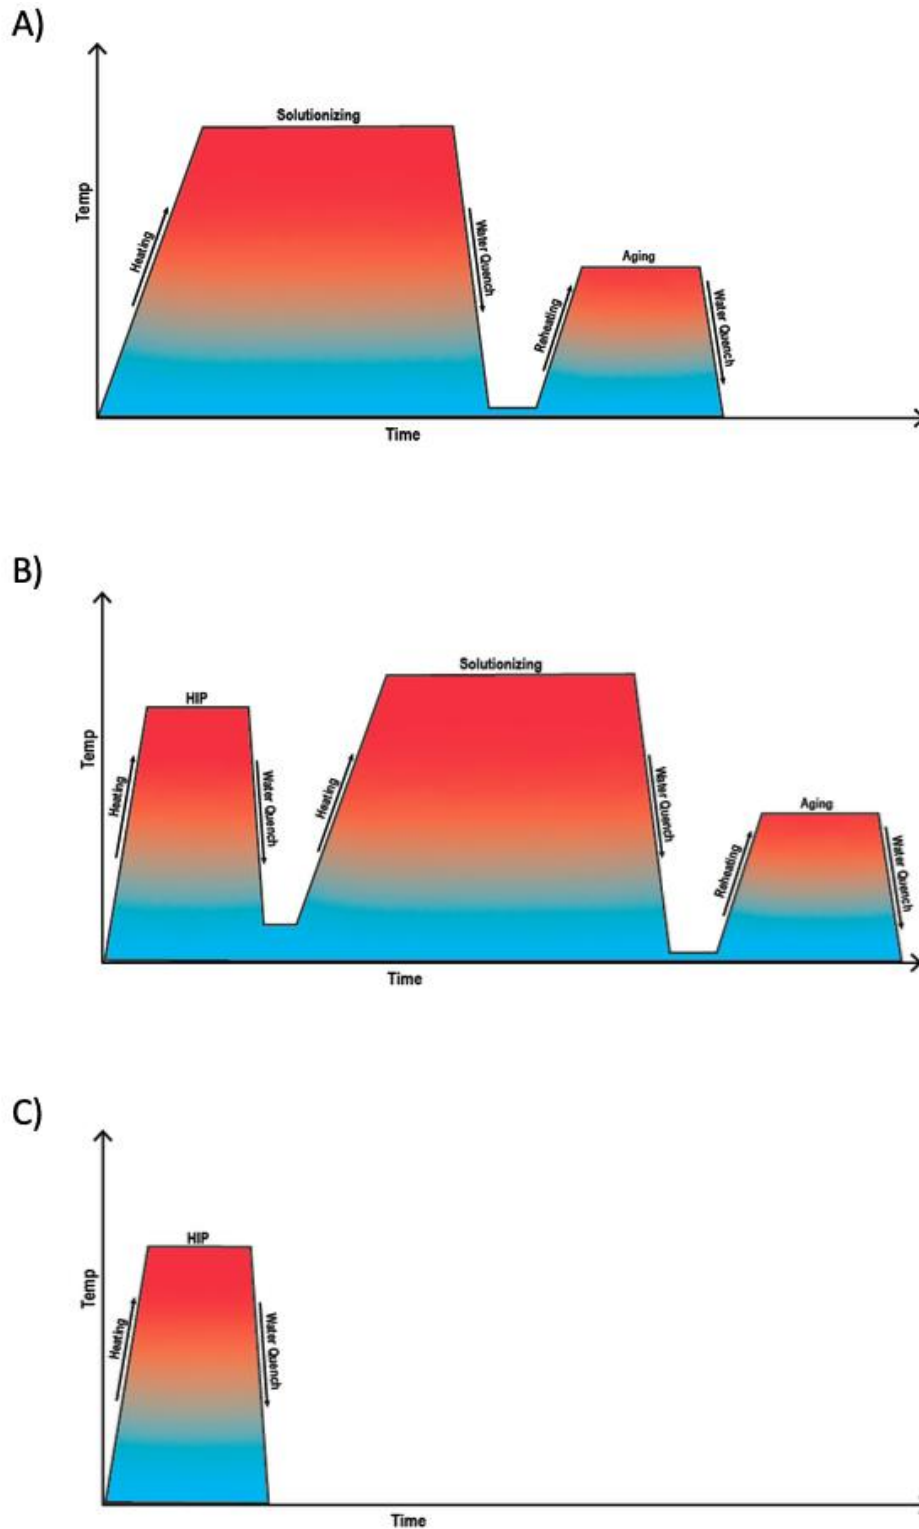 A)
Solutionizing
Temp
Heating
Water Quench
Aging
Reheating
Water Quench
Time
B)
Solutionizing
HIP
Temp
Heating
Water Quench
Heating
Water Quench
Aging
Reheating
Water Quench
Time
C)
HIP
Temp
Heating
Water Quench
Time